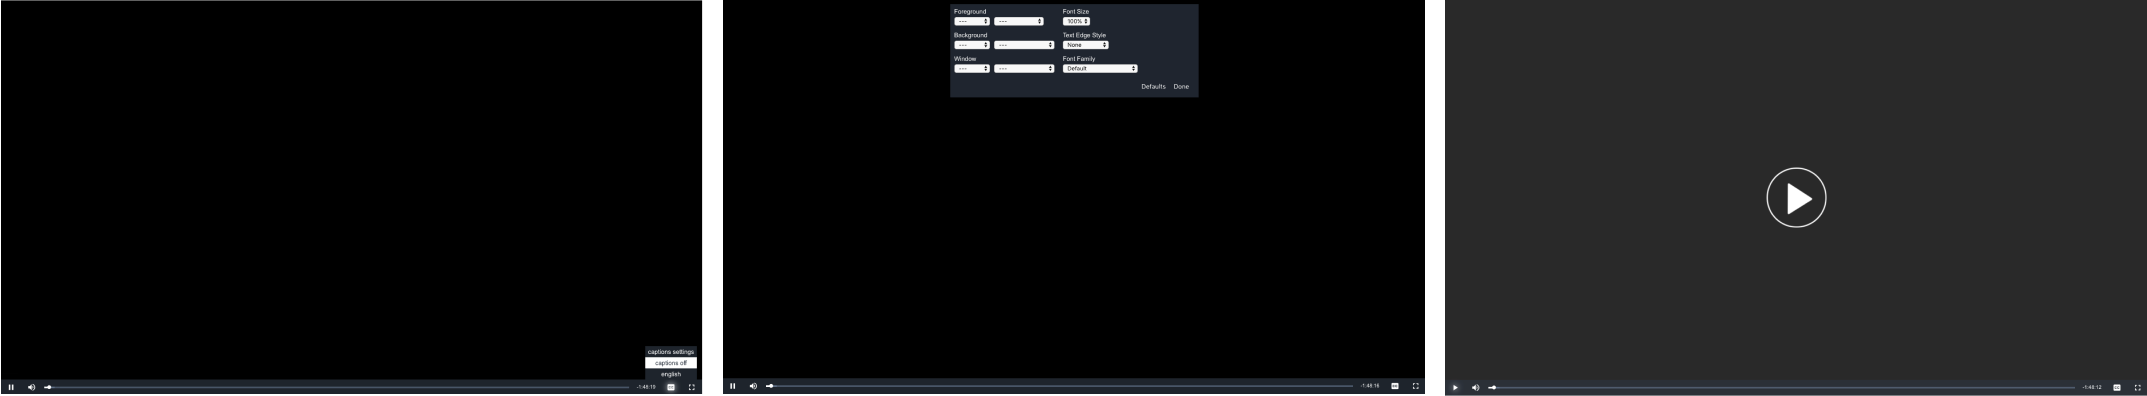 captions settings
captions off
english
-1:48:19
Foreground
---
---
Font Size
100%
Background
---
---
Text Edge Style
None
Window
---
---
Font Family
Default
Defaults
Done
-1:48:16
-1:48:12